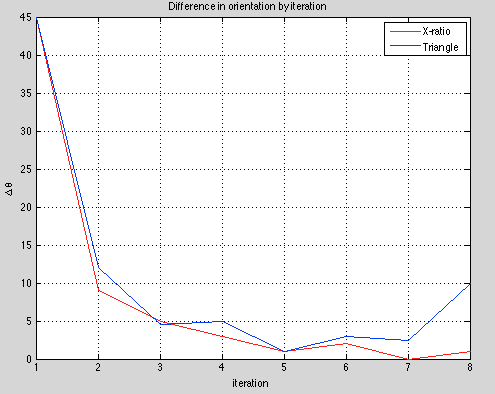 Difference in orientation by iteration
X-ratio
Triangle
45
40
35
30
25
20
15
10
5
0
Δ θ
1 2 3 4 5 6 7 8
iteration